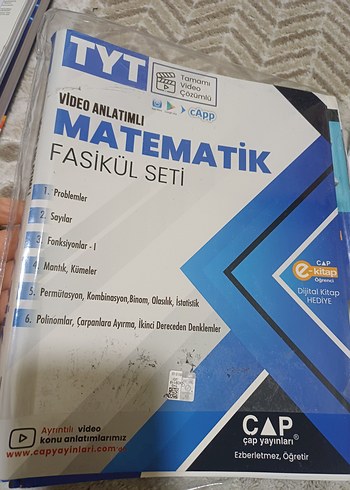 TYT
Tamamı
Video
Çözümlü
cApp
VİDEO ANLATIMLI
MATEMATİK
FASİKÜL SETİ
1. Problemler
2. Sayılar
3. Fonksiyonlar - I
4. Mantık, Kümeler
5. Permütasyon, Kombinasyon, Binom, Olasılık, İstatistik
6. Polinomlar, Çarpanlara Ayırma, İkinci Dereceden Denklemler
ÇAP
e-kitap
Öğrenci
Dijital Kitap
HEDİYE
Ayrıntılı video
konu anlatımlarımız
www.capyayinlari.com
ÇAP
çap yayınları®
Ezberletmez, Öğretir